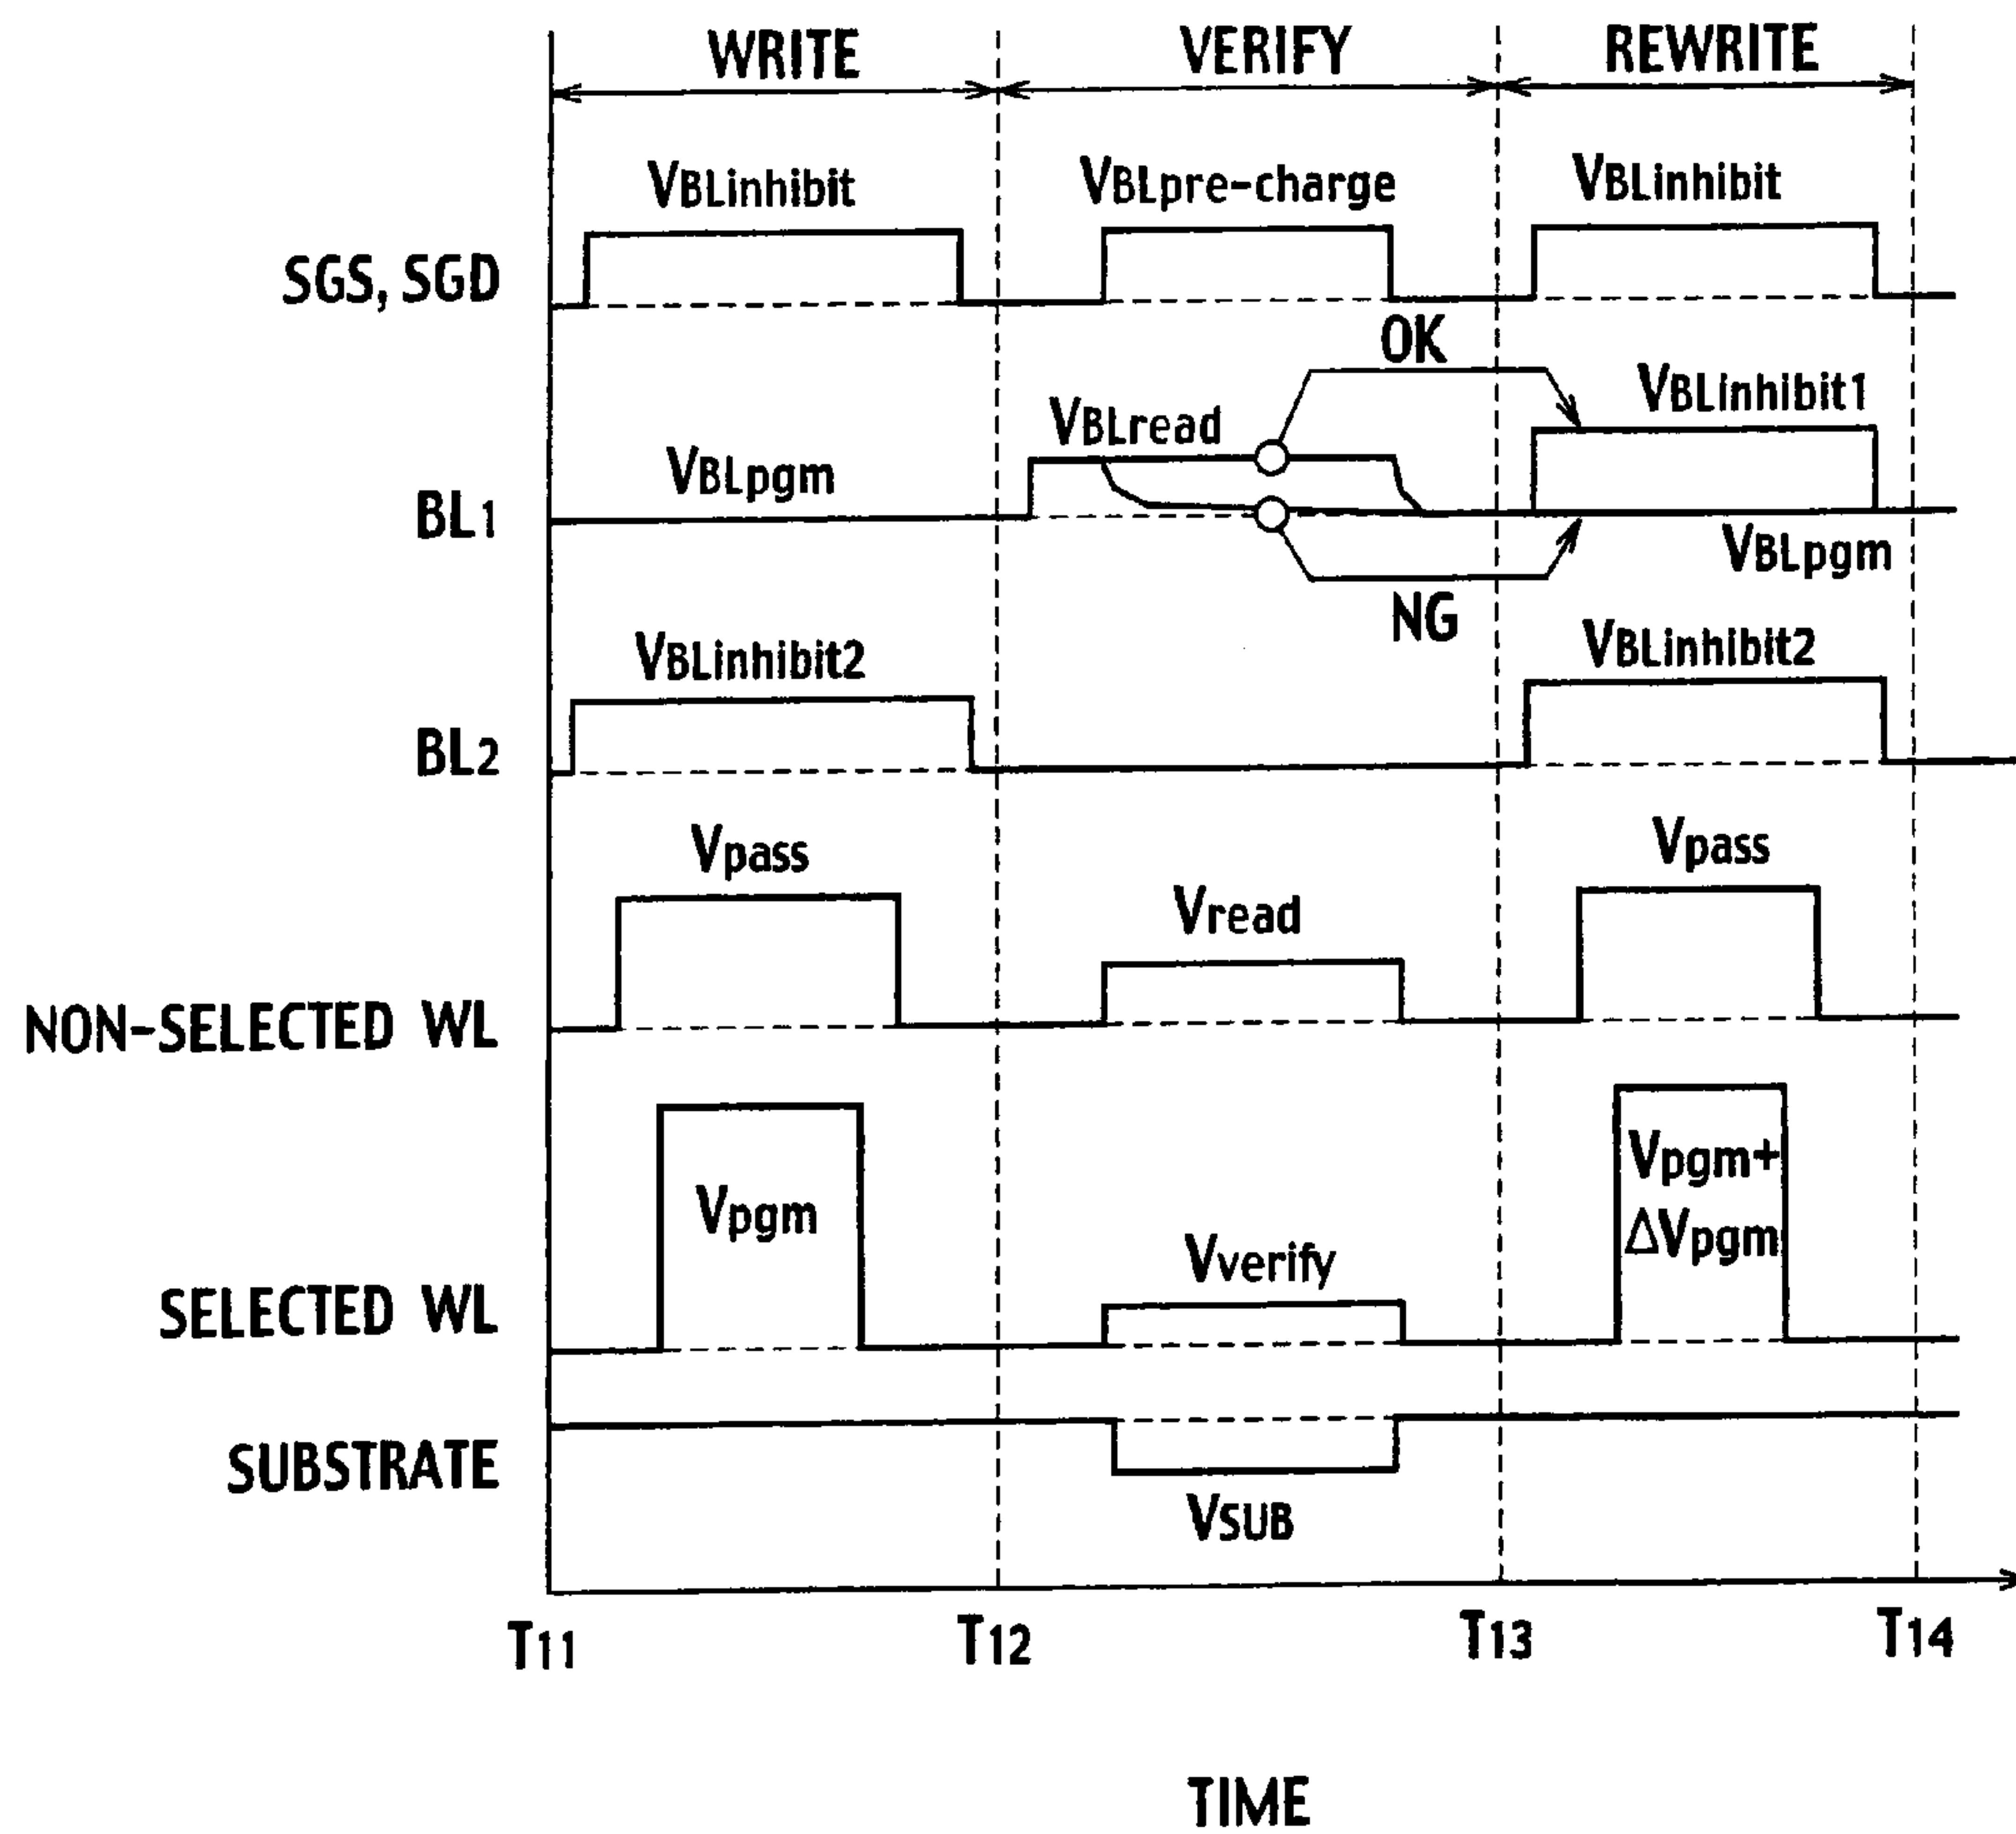 WRITE VERIFY REWRITE
VBLinhibit VBLpre-charge VBLinhibit
SGS, SGD
OK
VBLinhibit1
VBLread
VBLpgm
BL1
VBLpgm
NG
VBLinhibit2 VBLinhibit2
BL2
Vpass Vpass
Vread
NON-SELECTED WL
Vpgm+
Vpgm
ΔVpgm
Vverify
SELECTED WL
SUBSTRATE
VSUB
T11 T12 T13 T14
TIME